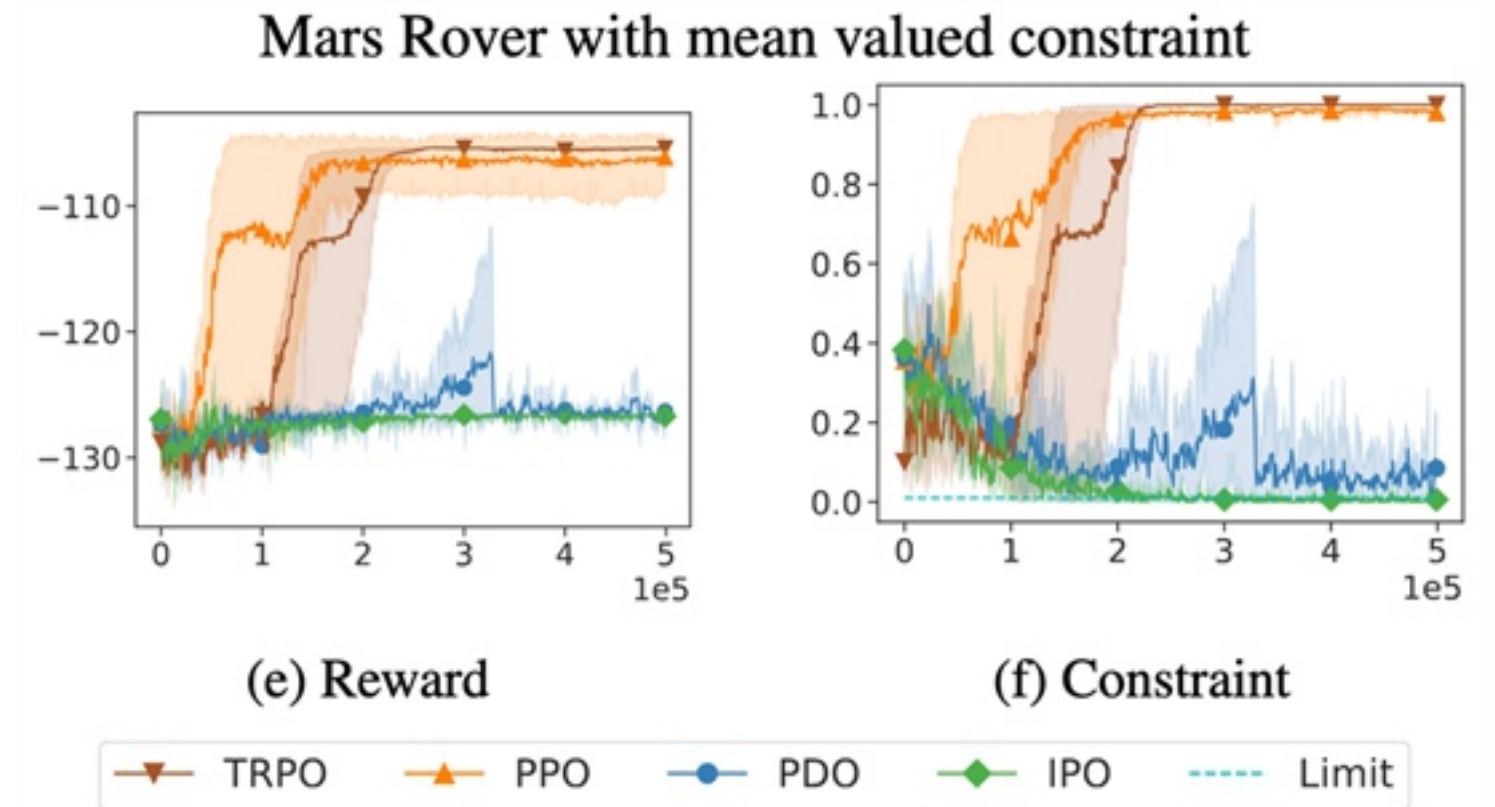 Mars Rover with mean valued constraint
−110
−120
−130
0 1 2 3 4 5
1e5
1.0
0.8
0.6
0.4
0.2
0.0
0 1 2 3 4 5
1e5
(e) Reward
(f) Constraint
TRPO PPO PDO IPO Limit